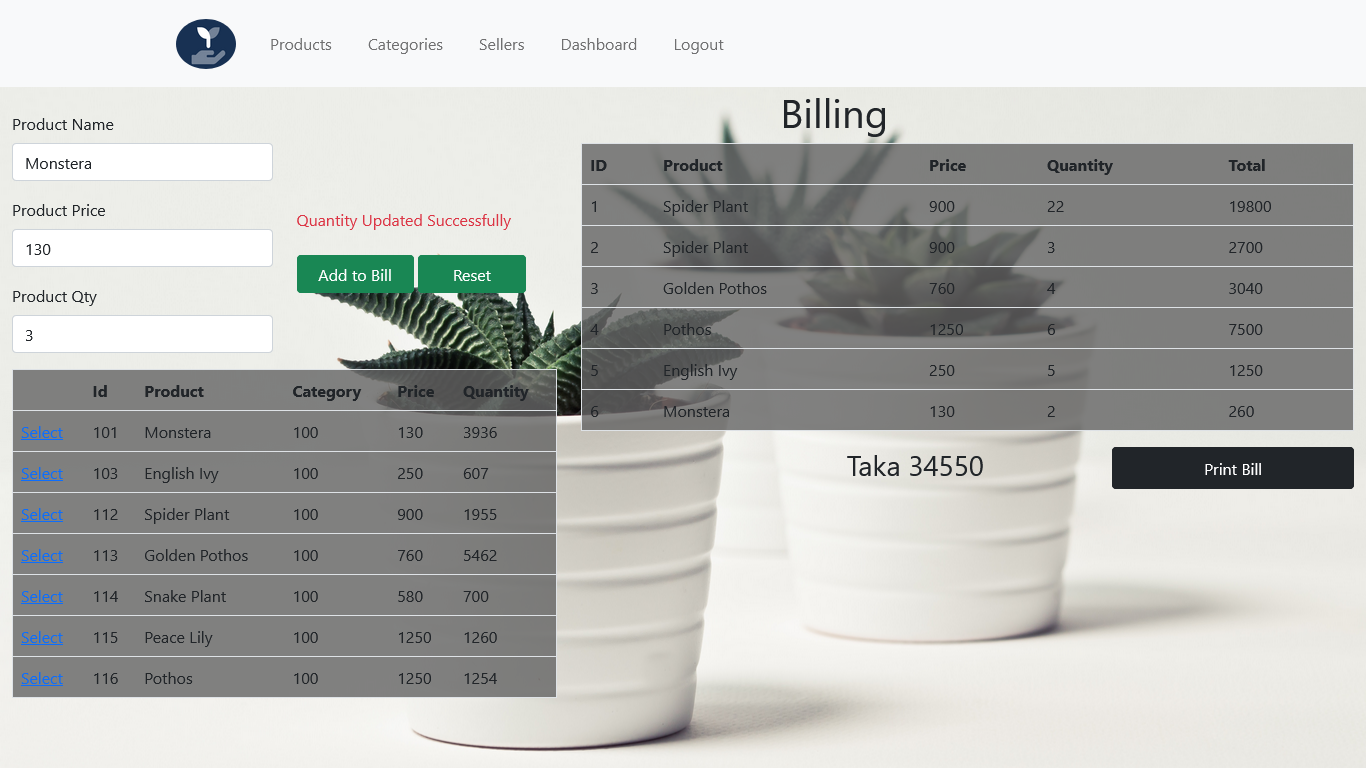 Products Categories Sellers Dashboard Logout
Product Name
Monstera
Product Price
130
Product Qty
3
Quantity Updated Successfully
Add to Bill Reset
Id Product Category Price Quantity
Select 101 Monstera 100 130 3936
Select 103 English Ivy 100 250 607
Select 112 Spider Plant 100 900 1955
Select 113 Golden Pothos 100 760 5462
Select 114 Snake Plant 100 580 700
Select 115 Peace Lily 100 1250 1260
Select 116 Pothos 100 1250 1254
Billing
ID Product Price Quantity Total
1 Spider Plant 900 22 19800
2 Spider Plant 900 3 2700
3 Golden Pothos 760 4 3040
4 Pothos 1250 6 7500
5 English Ivy 250 5 1250
6 Monstera 130 2 260
Taka 34550
Print Bill